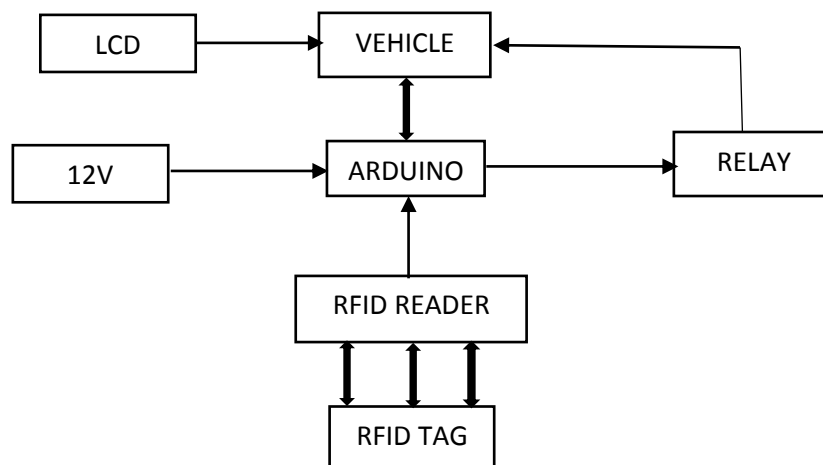 LCD
VEHICLE
12V
ARDUINO
RELAY
RFID READER
RFID TAG